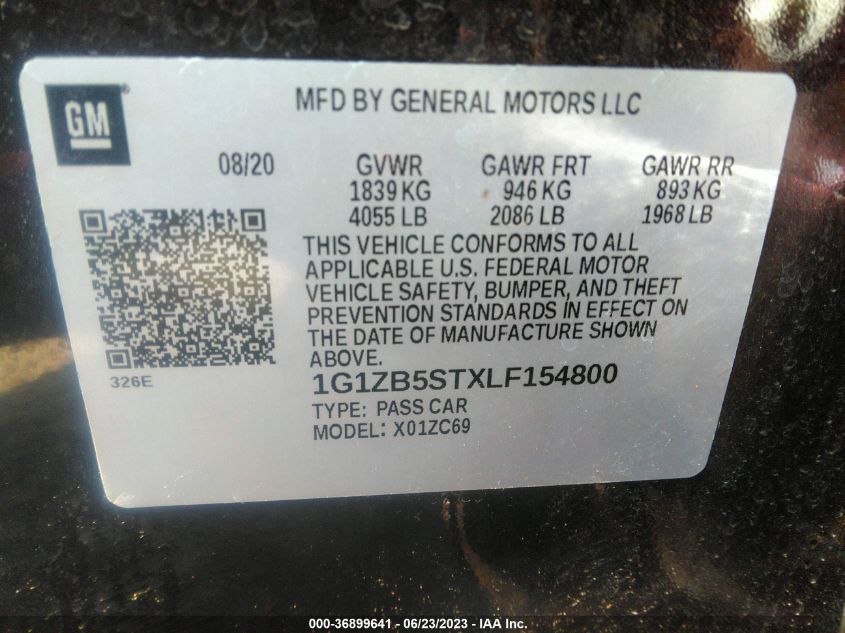 GM®
MFD BY GENERAL MOTORS LLC
08/20 GVWR GAWR FRT GAWR RR
1839 KG 946 KG 893 KG
4055 LB 2086 LB 1968 LB
THIS VEHICLE CONFORMS TO ALL
APPLICABLE U.S. FEDERAL MOTOR
VEHICLE SAFETY, BUMPER, AND THEFT
PREVENTION STANDARDS IN EFFECT ON
THE DATE OF MANUFACTURE SHOWN
ABOVE.
326E
1G1ZB5STXLF154800
TYPE: PASS CAR
MODEL: X01ZC69
000-36899641 - 06/23/2023 - IAA Inc.